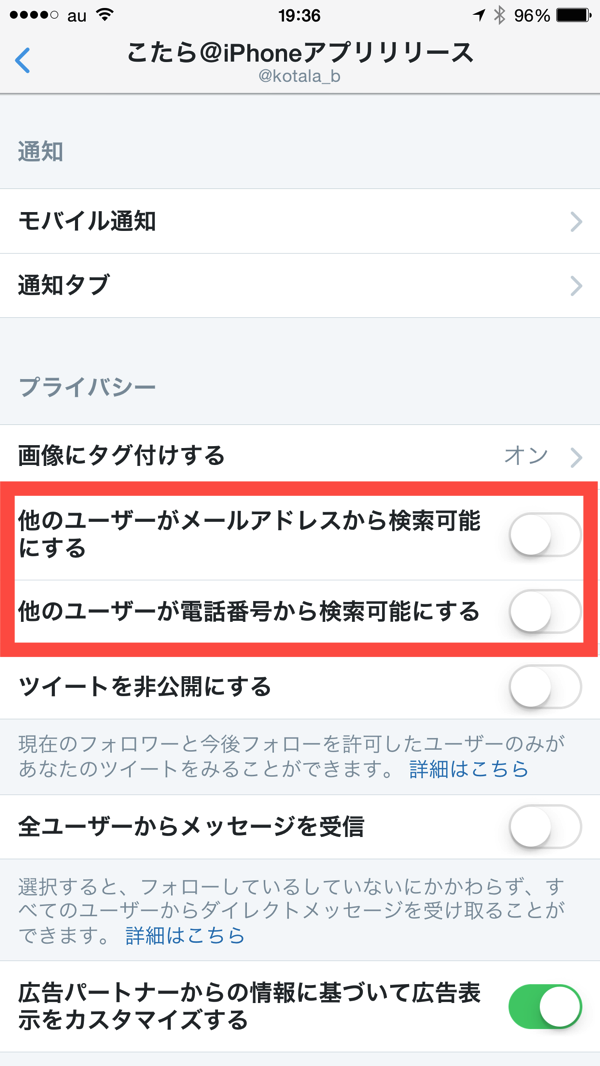 au 19:36 96%
こたら@iPhoneアプリリリース
@kotala_b
通知
モバイル通知
通知タブ
プライバシー
画像にタグ付けする オン
他のユーザーがメールアドレスから検索可能
にする
他のユーザーが電話番号から検索可能にする
ツイートを非公開にする
現在のフォロワーと今後フォローを許可したユーザーのみが
あなたのツイートをみることができます。 詳細はこちら
全ユーザーからメッセージを受信
選択すると、フォローしているしていないにかかわらず、す
べてのユーザーからダイレクトメッセージを受け取ることが
できます。 詳細はこちら
広告パートナーからの情報に基づいて広告表
示をカスタマイズする